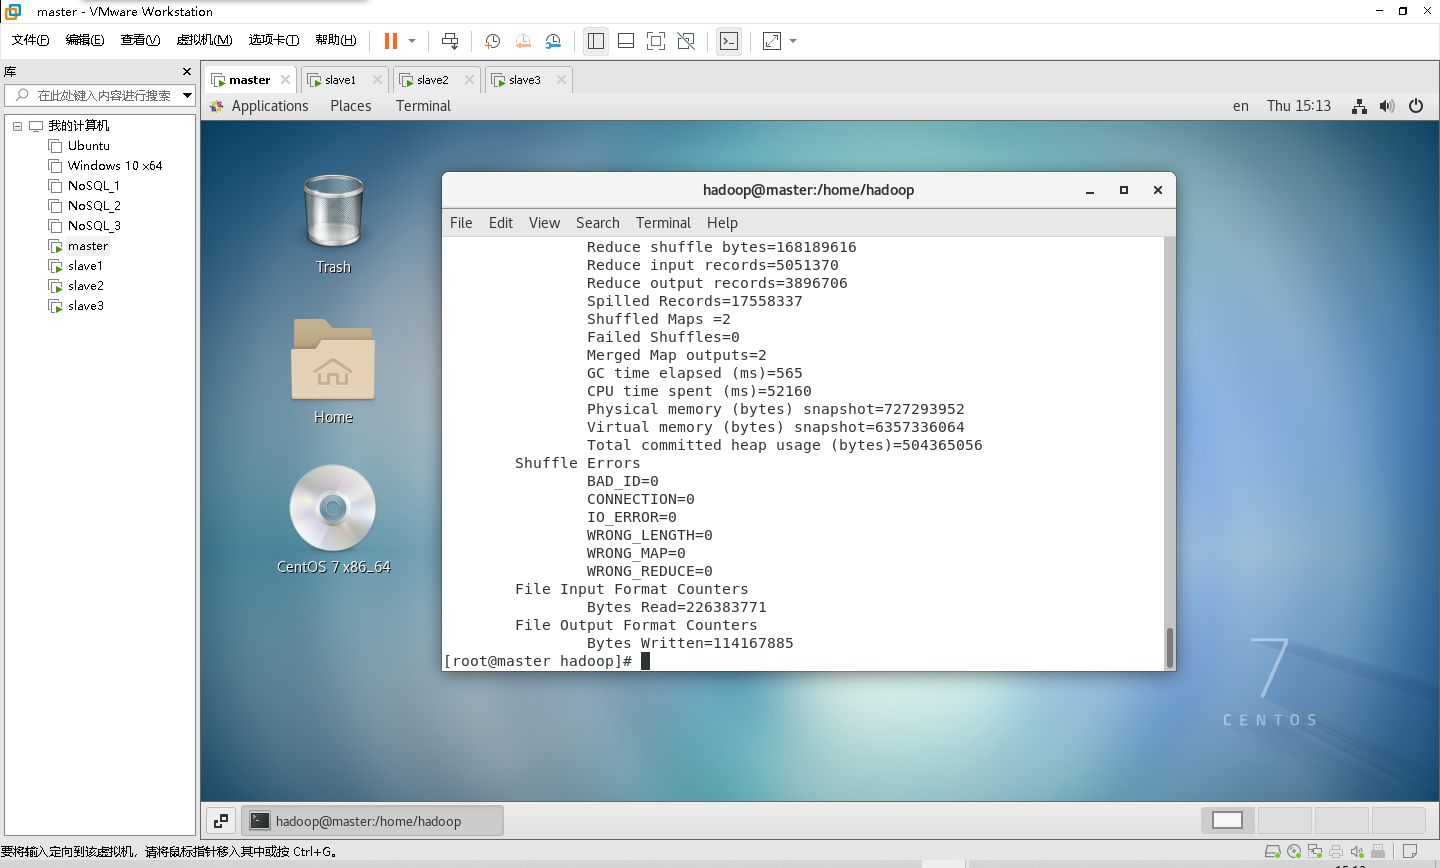 master - VMware Workstation
文件(F) 编辑(E) 查看(V) 虚拟机(M) 选项卡(T) 帮助(H)
库
在此处键入内容进行搜索
我的计算机
Ubuntu
Windows 10 x64
NoSQL_1
NoSQL_2
NoSQL_3
master
slave1
slave2
slave3
master slave1 slave2 slave3
Applications Places Terminal en Thu 15:13
Trash
Home
CentOS 7 x86_64
hadoop@master:/home/hadoop
File Edit View Search Terminal Help
Reduce shuffle bytes=168189616
Reduce input records=5051370
Reduce output records=3896706
Spilled Records=17558337
Shuffled Maps =2
Failed Shuffles=0
Merged Map outputs=2
GC time elapsed (ms)=565
CPU time spent (ms)=52160
Physical memory (bytes) snapshot=727293952
Virtual memory (bytes) snapshot=6357336064
Total committed heap usage (bytes)=504365056
Shuffle Errors
BAD_ID=0
CONNECTION=0
IO_ERROR=0
WRONG_LENGTH=0
WRONG_MAP=0
WRONG_REDUCE=0
File Input Format Counters
Bytes Read=226383771
File Output Format Counters
Bytes Written=114167885
[root@master hadoop]#
7
CENTOS
hadoop@master:/home/hadoop
要将输入定向到该虚拟机，请将鼠标指针移入其中或按 Ctrl+G。